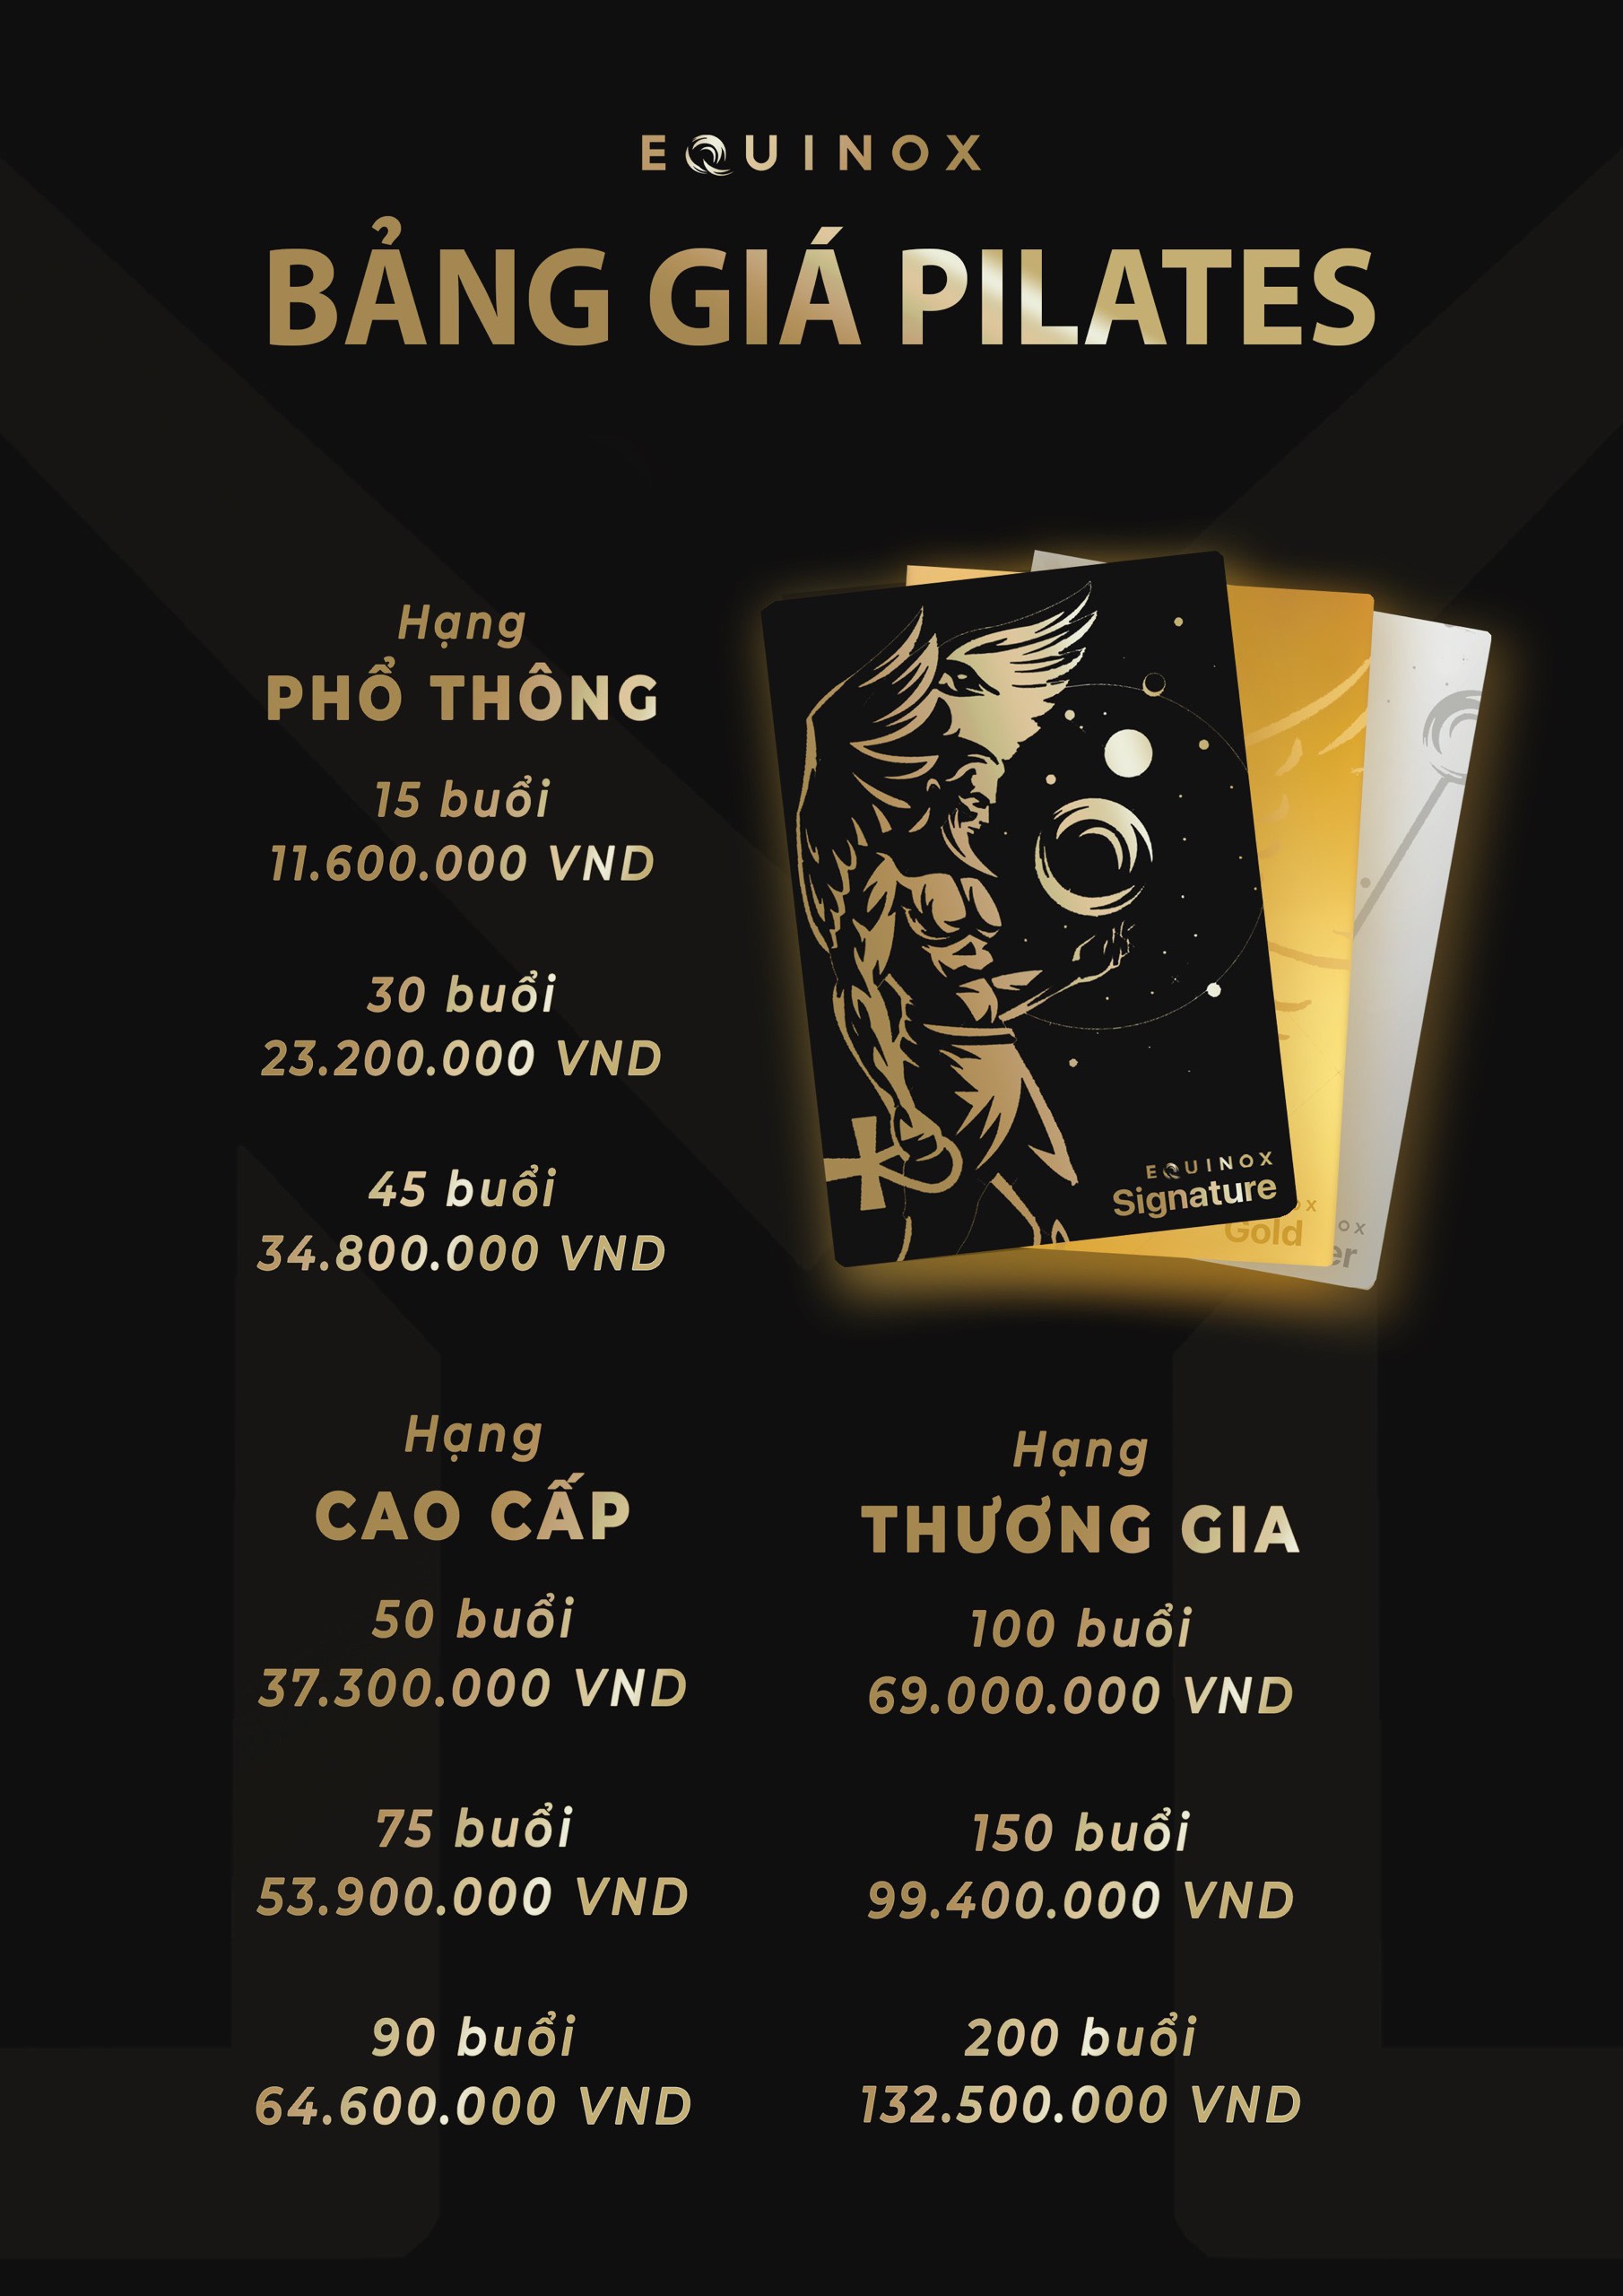 EQUINOX
BẢNG GIÁ PILATES
Hạng
PHỔ THÔNG
15 buổi
11.600.000 VND
30 buổi
23.200.000 VND
45 buổi
34.800.000 VND
EQUINOX
Signature
OX
Gold
OX
er
Hạng
CAO CẤP
50 buổi
37.300.000 VND
75 buổi
53.900.000 VND
90 buổi
64.600.000 VND
Hạng
THƯƠNG GIA
100 buổi
69.000.000 VND
150 buổi
99.400.000 VND
200 buổi
132.500.000 VND